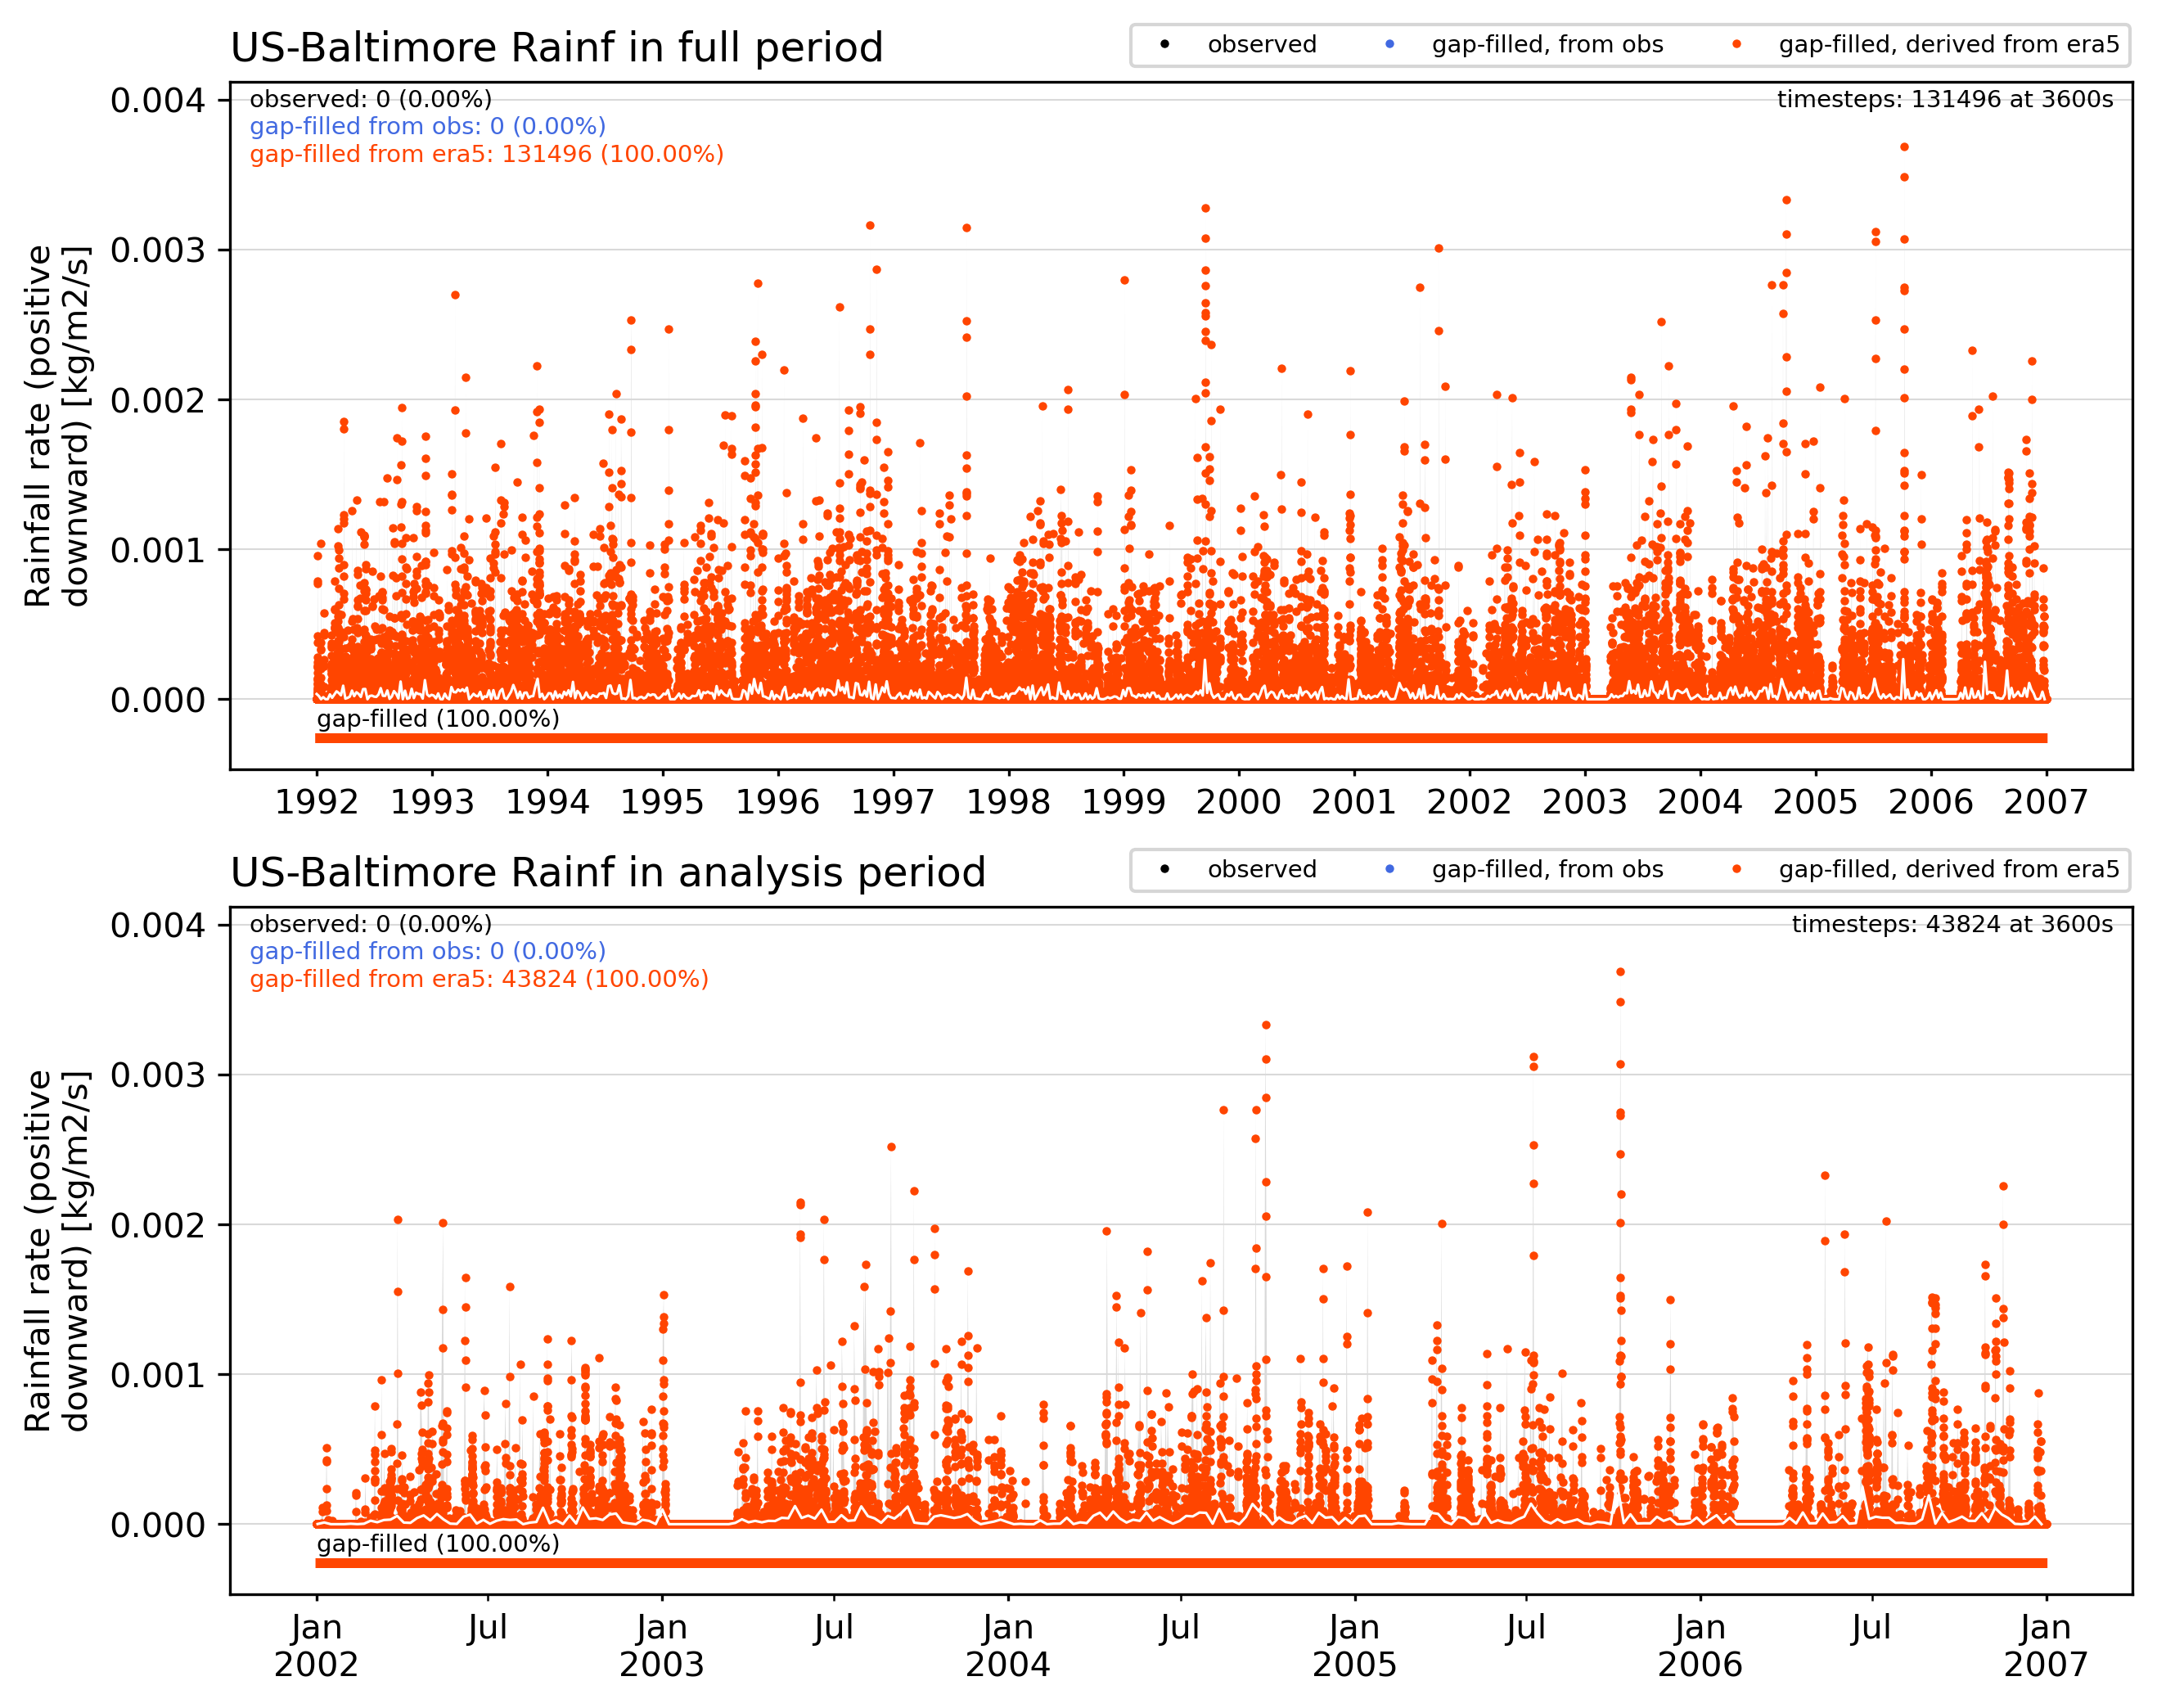 US-Baltimore Rainf in full period
observed
gap-filled, from obs
gap-filled, derived from era5
observed: 0 (0.00%)
gap-filled from obs: 0 (0.00%)
gap-filled from era5: 131496 (100.00%)
timesteps: 131496 at 3600s
Rainfall rate (positive
downward) [kg/m2/s]
0.004
0.003
0.002
0.001
0.000
gap-filled (100.00%)
1992 1993 1994 1995 1996 1997 1998 1999 2000 2001 2002 2003 2004 2005 2006 2007
US-Baltimore Rainf in analysis period
observed
gap-filled, from obs
gap-filled, derived from era5
observed: 0 (0.00%)
gap-filled from obs: 0 (0.00%)
gap-filled from era5: 43824 (100.00%)
timesteps: 43824 at 3600s
Rainfall rate (positive
downward) [kg/m2/s]
0.004
0.003
0.002
0.001
0.000
gap-filled (100.00%)
Jan Jul Jan Jul Jan Jul Jan Jul Jan Jul Jan
2002 2003 2004 2005 2006 2007